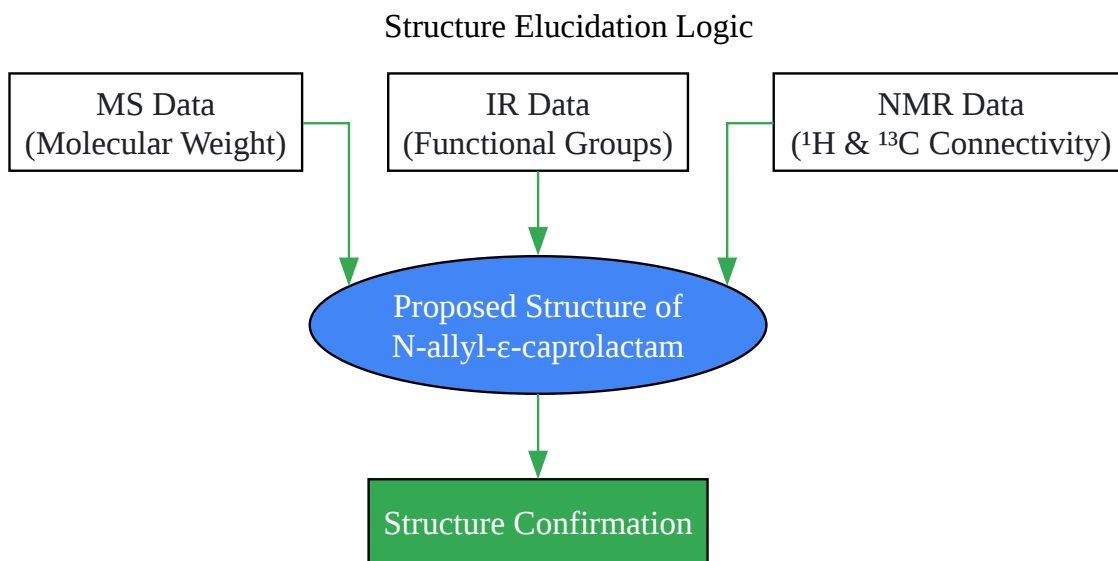 Structure Elucidation Logic
MS Data
(Molecular Weight)
IR Data
(Functional Groups)
NMR Data
(¹H & ¹³C Connectivity)
Proposed Structure of
N-allyl-ε-caprolactam
Structure Confirmation